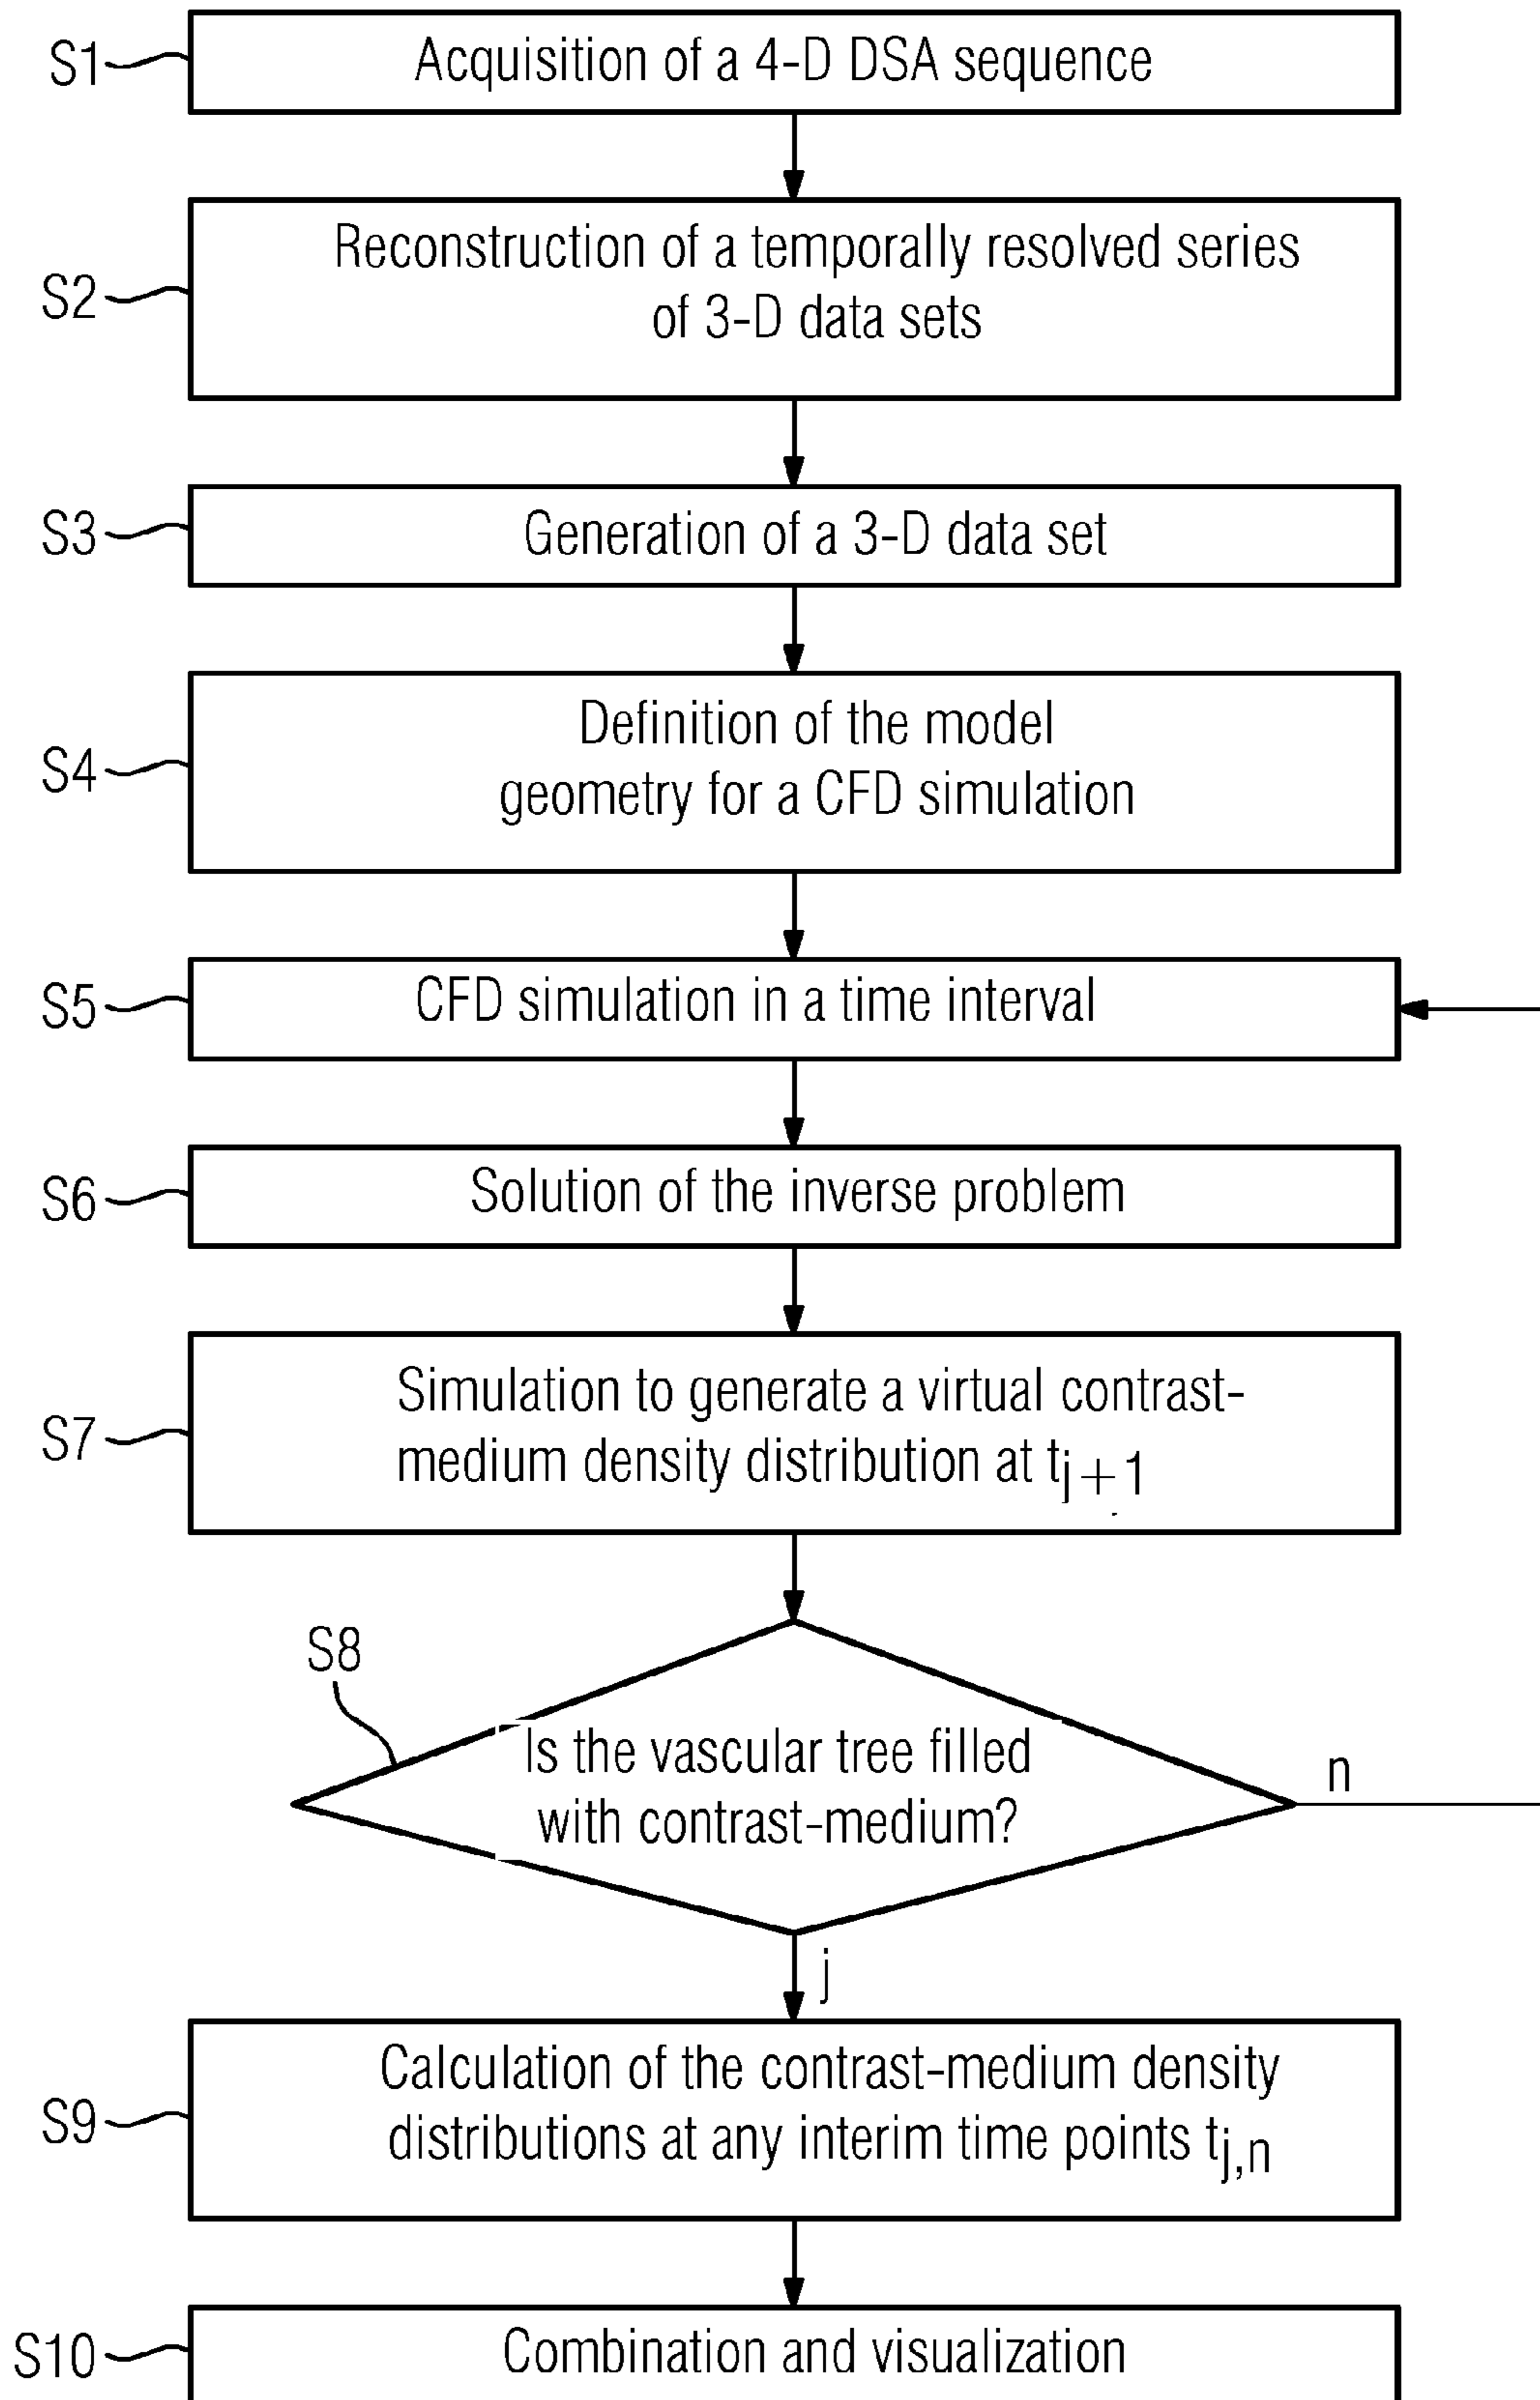 S1
Acquisition of a 4-D DSA sequence
S2
Reconstruction of a temporally resolved series
of 3-D data sets
S3
Generation of a 3-D data set
S4
Definition of the model
geometry for a CFD simulation
S5
CFD simulation in a time interval
S6
Solution of the inverse problem
S7
Simulation to generate a virtual contrast-
medium density distribution at tj+1
S8
Is the vascular tree filled
with contrast-medium?
n
j
S9
Calculation of the contrast-medium density
distributions at any interim time points tj,n
S10
Combination and visualization